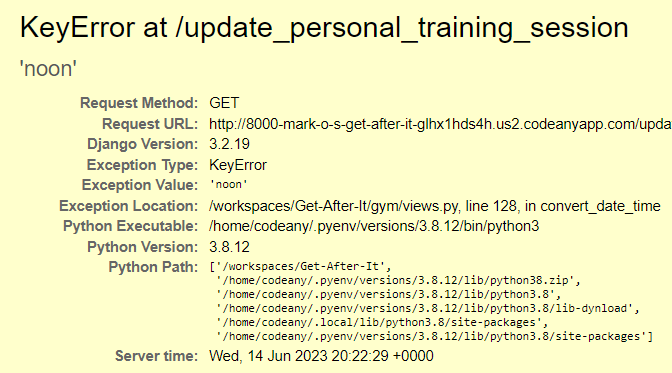 KeyError at /update_personal_training_session
'noon'
Request Method: GET
Request URL: http://8000-mark-o-s-get-after-it-glhx1hds4h.us2.codeanyapp.com/upda
Django Version: 3.2.19
Exception Type: KeyError
Exception Value: 'noon'
Exception Location: /workspaces/Get-After-It/gym/views.py, line 128, in convert_date_time
Python Executable: /home/codeany/.pyenv/versions/3.8.12/bin/python3
Python Version: 3.8.12
Python Path: ['/workspaces/Get-After-It',
'/home/codeany/.pyenv/versions/3.8.12/lib/python38.zip',
'/home/codeany/.pyenv/versions/3.8.12/lib/python3.8',
'/home/codeany/.pyenv/versions/3.8.12/lib/python3.8/lib-dynload',
'/home/codeany/.local/lib/python3.8/site-packages',
'/home/codeany/.pyenv/versions/3.8.12/lib/python3.8/site-packages']
Server time: Wed, 14 Jun 2023 20:22:29 +0000